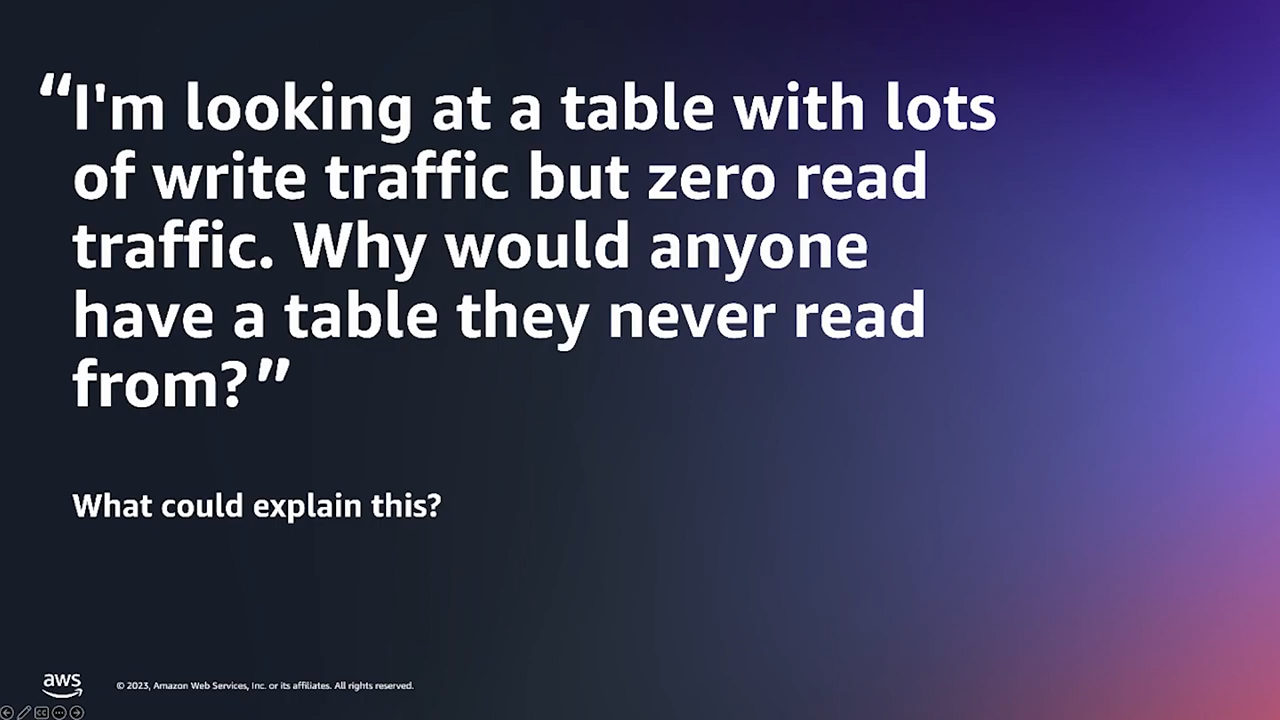 “I'm looking at a table with lots
of write traffic but zero read
traffic. Why would anyone
have a table they never read
from?”
What could explain this?
aws
© 2023, Amazon Web Services, Inc. or its affiliates. All rights reserved.